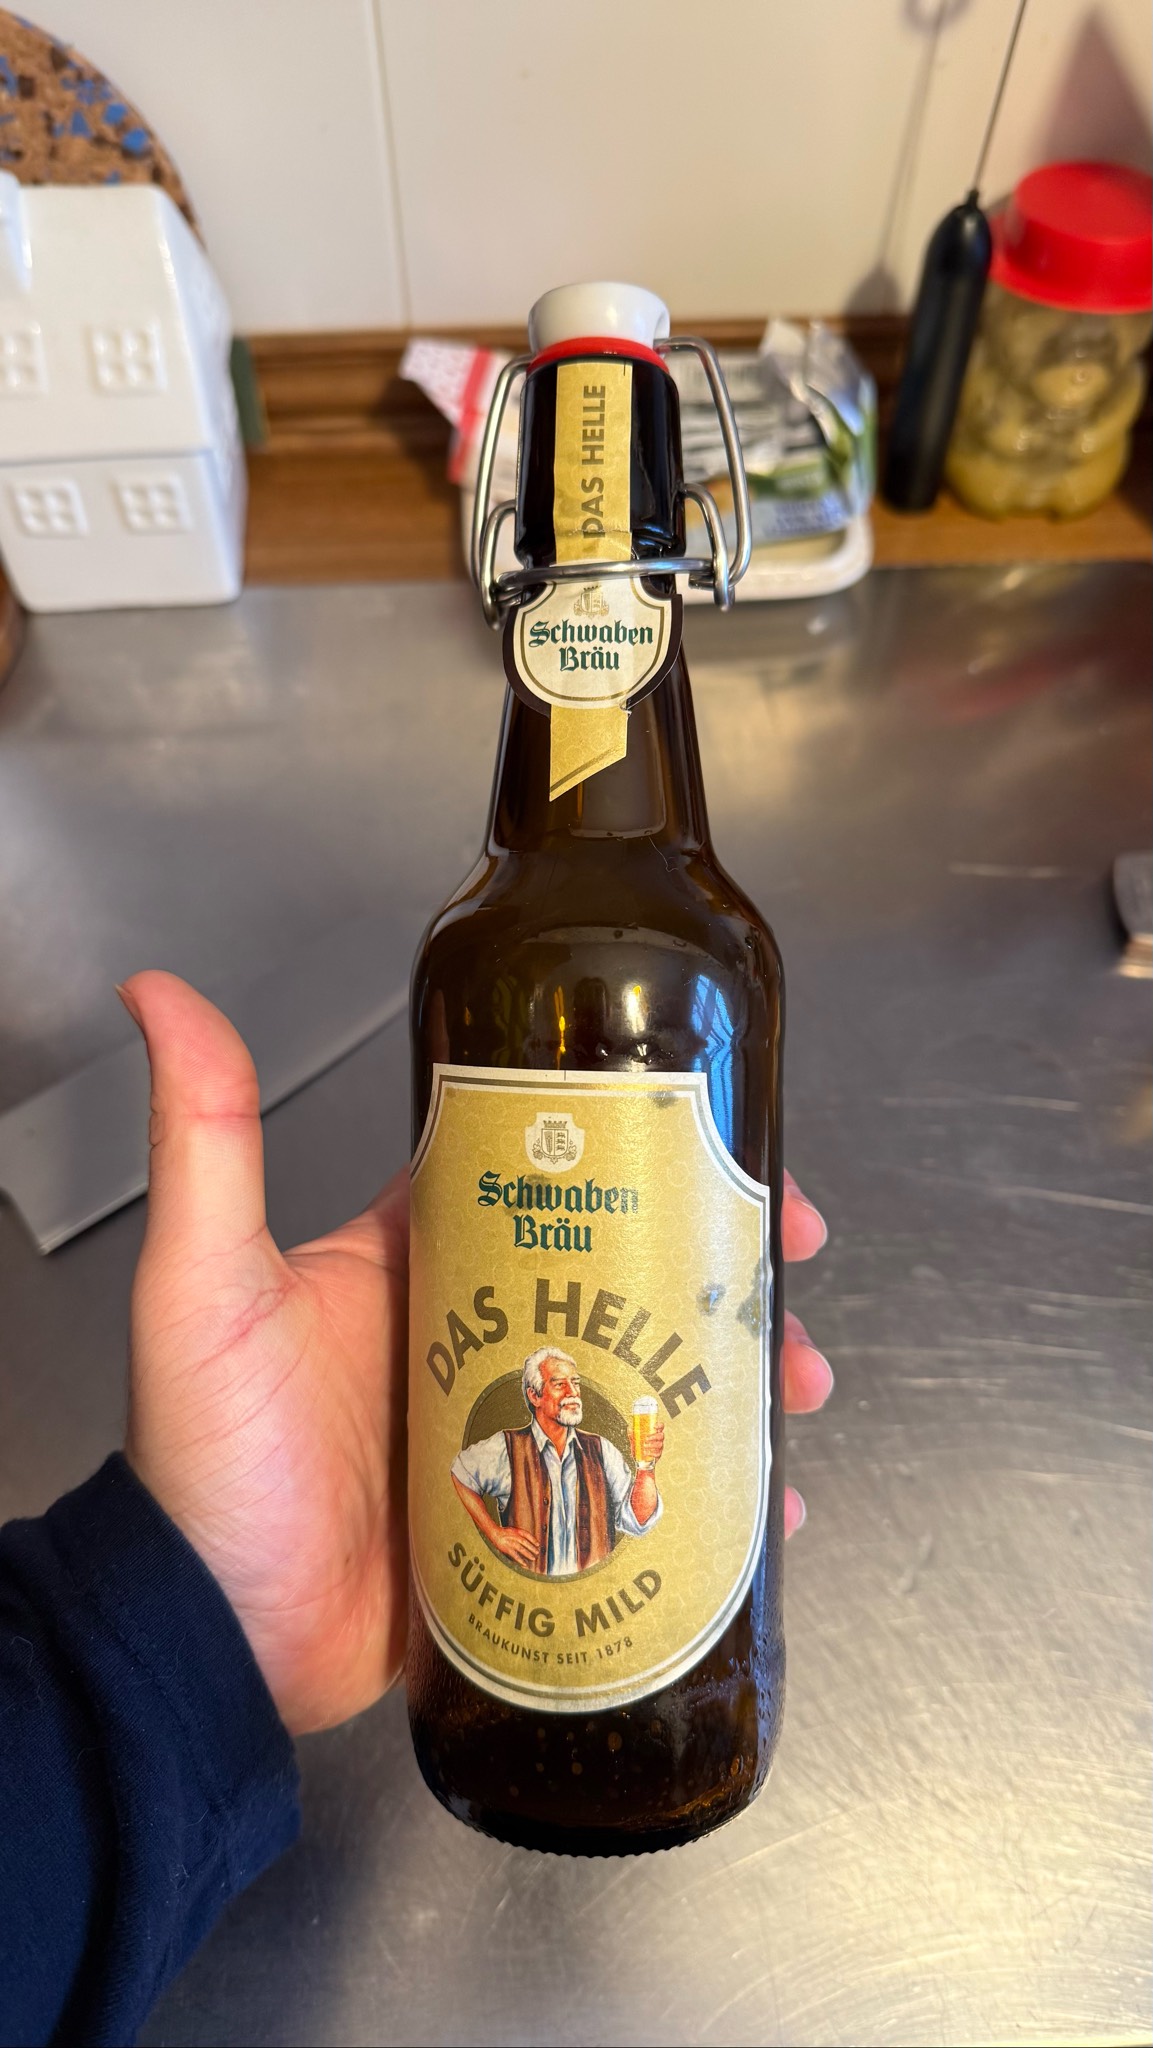 DAS HELLE
Schwaben
Bräu
Schwaben
Bräu
DAS HELLE
SÜFFIG MILD
BRAUKUNST SEIT 1878